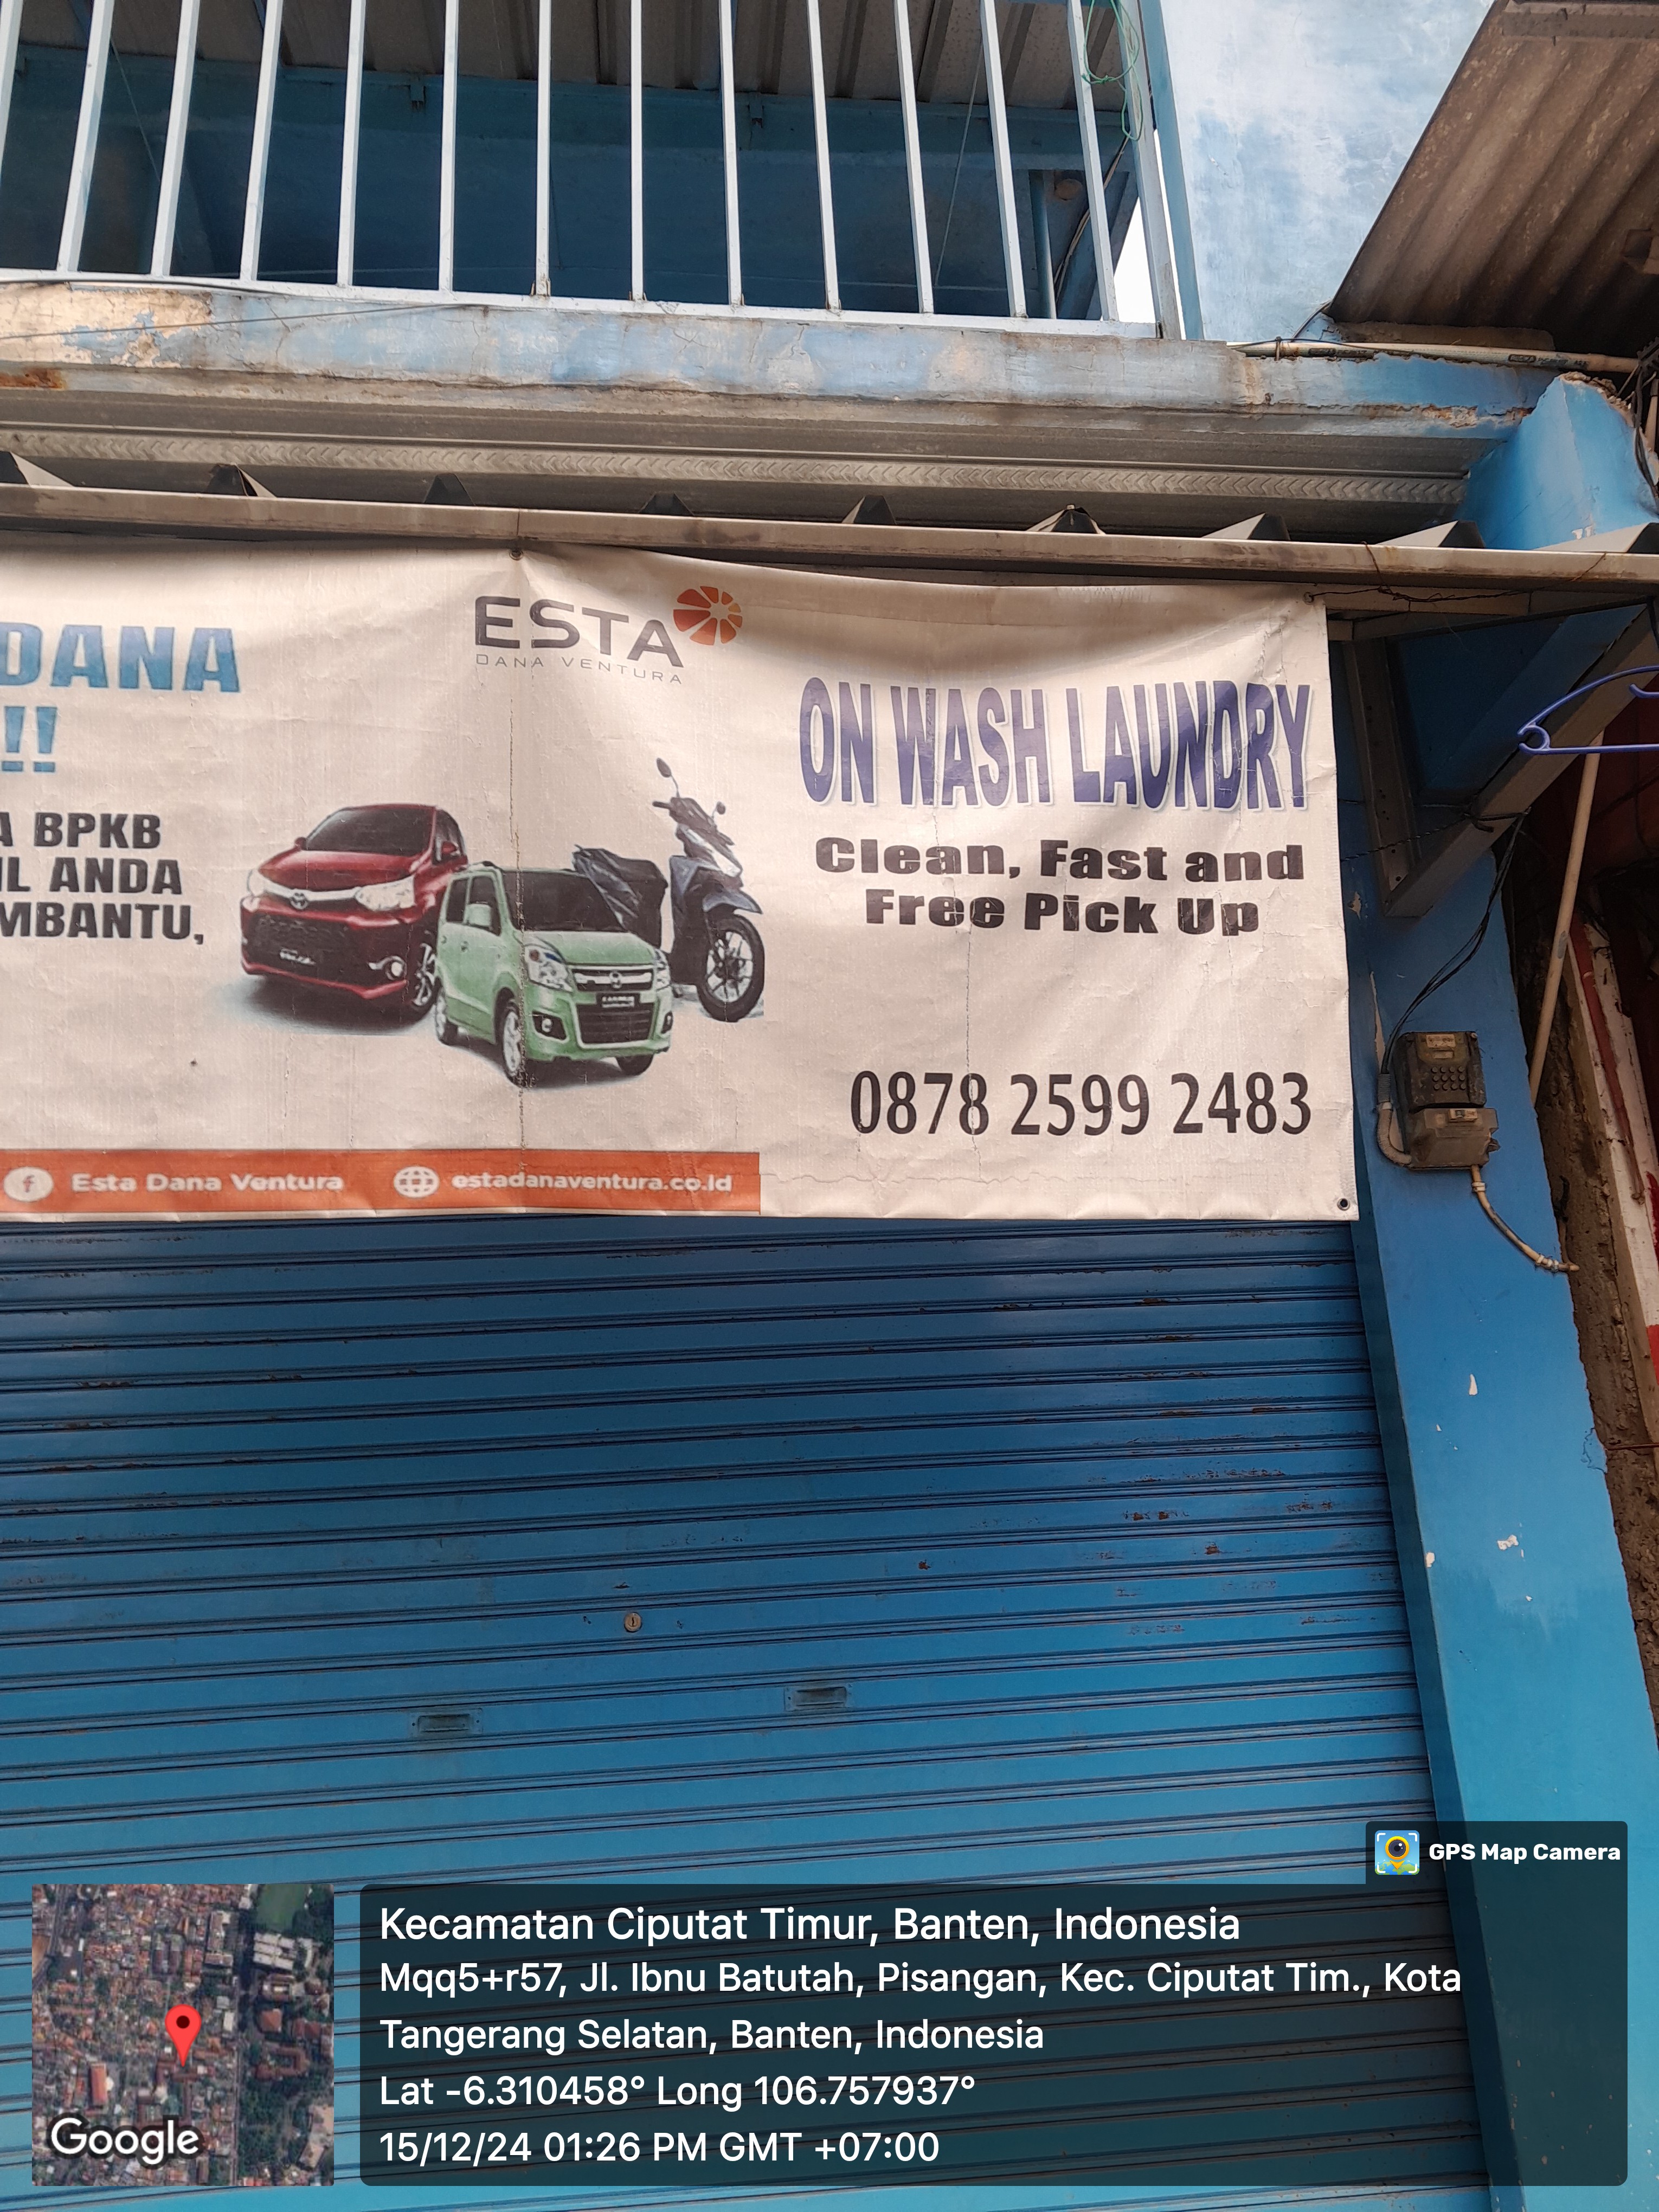 DANA
!!
A BPKB
IL ANDA
MBANTU,
ESTA
DANA VENTURA
ON WASH LAUNDRY
Clean, Fast and
Free Pick Up
0878 2599 2483
Esta Dana Ventura
estadanaventura.co.id
GPS Map Camera
Kecamatan Ciputat Timur, Banten, Indonesia
Mqq5+r57, Jl. Ibnu Batutah, Pisangan, Kec. Ciputat Tim., Kota
Tangerang Selatan, Banten, Indonesia
Lat -6.310458° Long 106.757937°
15/12/24 01:26 PM GMT +07:00
Google